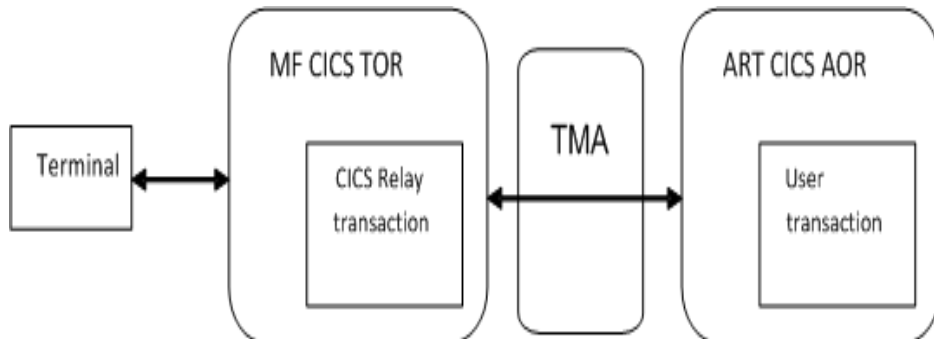 MF CICS TOR
ART CICS AOR
TMA
Terminal
CICS Relay
transaction
User
transaction